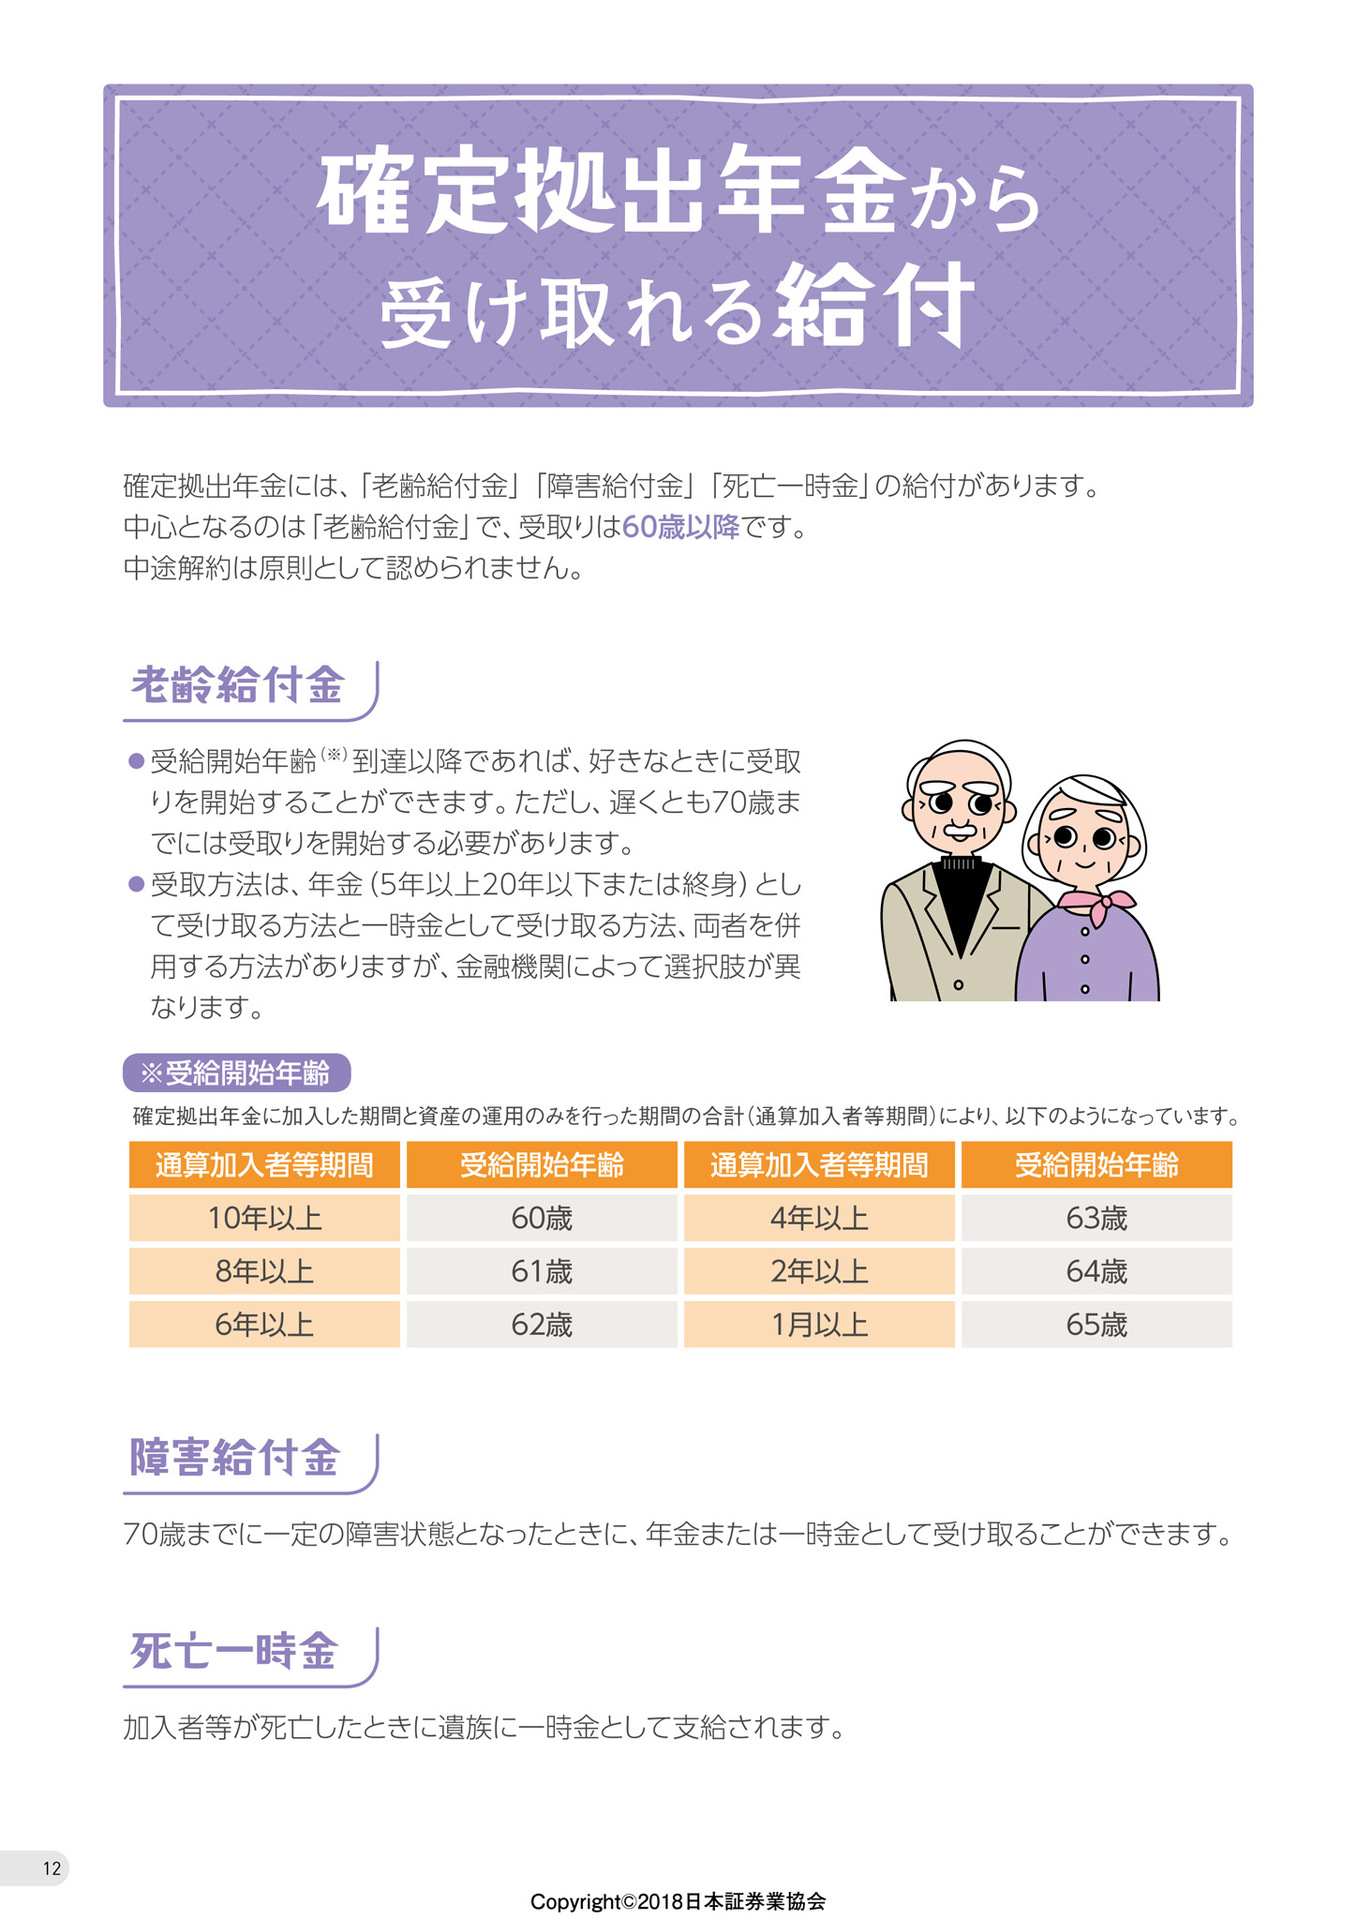 確定拠出年金から
受け取れる給付
確定拠出年金には、「老齢給付金」「障害給付金」「死亡一時金」の給付があります。
中心となるのは「老齢給付金」で、受取りは60歳以降です。
中途解約は原則として認められません。
老齢給付金
●受給開始年齢(※)到達以降であれば、好きなときに受取
りを開始することができます。ただし、遅くとも70歳ま
でには受取りを開始する必要があります。
●受取方法は、年金(5年以上20年以下または終身)とし
て受け取る方法と一時金として受け取る方法、両者を併
用する方法がありますが、金融機関によって選択肢が異
なります。
※受給開始年齢
確定拠出年金に加入した期間と資産の運用のみを行った期間の合計(通算加入者等期間)により、以下のようになっています。
通算加入者等期間 受給開始年齢 通算加入者等期間 受給開始年齢
10年以上 60歳 4年以上 63歳
8年以上 61歳 2年以上 64歳
6年以上 62歳 1月以上 65歳
障害給付金
70歳までに一定の障害状態となったときに、年金または一時金として受け取ることができます。
死亡一時金
加入者等が死亡したときに遺族に一時金として支給されます。
12
Copyright©2018日本証券業協会